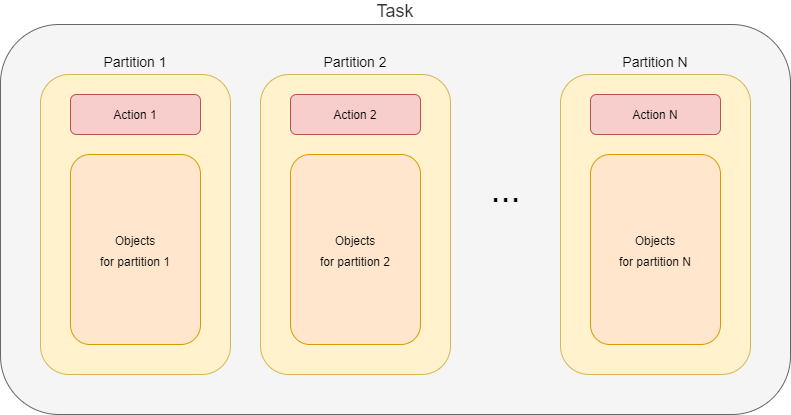 Task
Partition 1
Partition 2
Partition N
Action 1
Action 2
Action N
...
Objects
for partition 1
Objects
for partition 2
Objects
for partition N